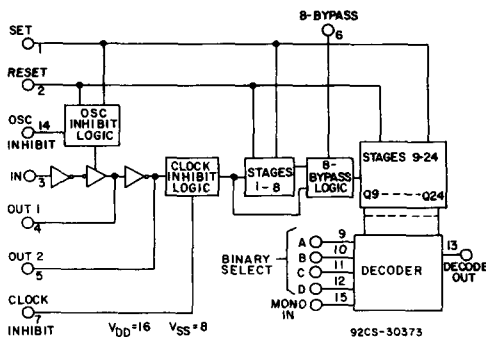 8-BYPASS
6
SET
1
RESET
2
OSC INHIBIT LOGIC
OSC 14
INHIBIT
IN
3
OUT 1
4
OUT 2
5
CLOCK
7
INHIBIT
CLOCK INHIBIT LOGIC
STAGES 1-8
8-BYPASS LOGIC
STAGES 9-24
Q9 Q24
BINARY SELECT
A 9
B 10
C 11
D 12
MONO IN 15
DECODER
13
DECODE OUT
VDD=16 VSS=8
92CS-30373